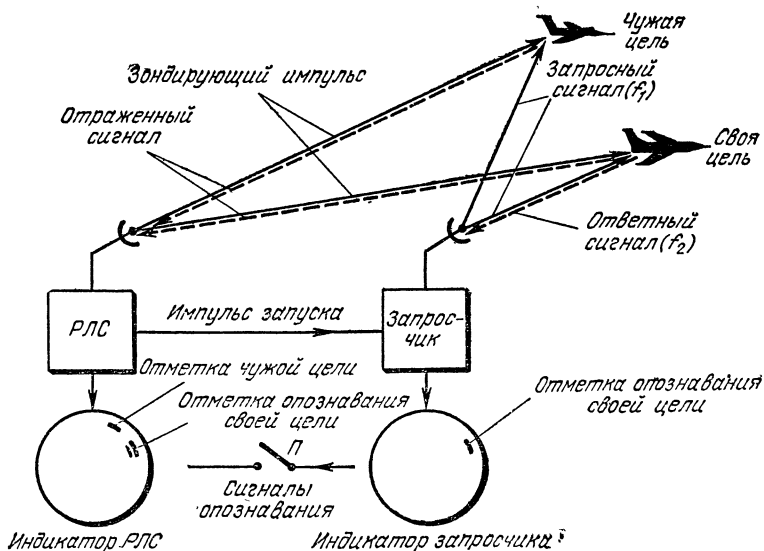 Чужая
цель
Зондирующий импульс
Запросный
сигнал (f₁)
Отраженный
сигнал
Своя
цель
Ответный
сигнал (f₂)
РЛС
Импульс запуска
Запрос-
чик
Отметка чужой цели
Отметка опознавания
своей цели
Отметка опознавания
своей цели
П
Сигналы
опознавания
Индикатор РЛС
Индикатор запросчика